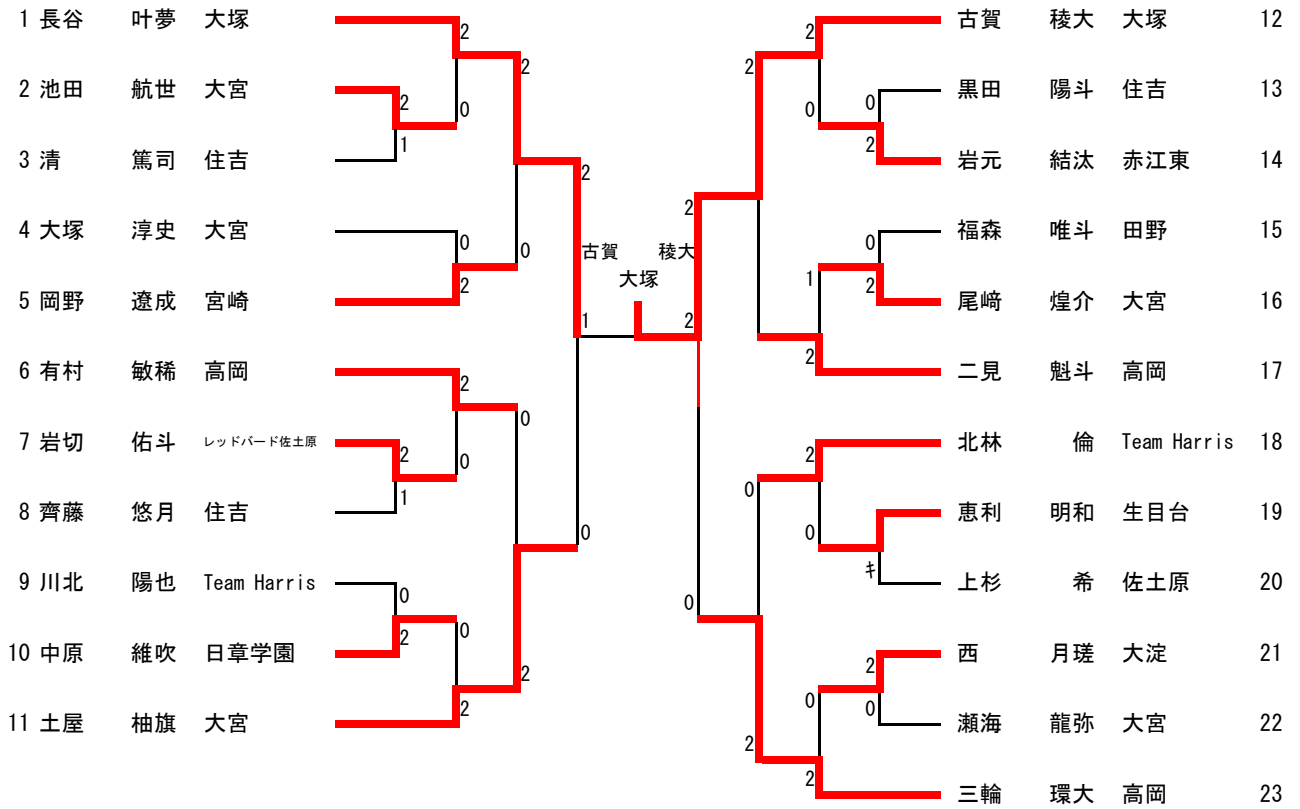 1 長谷 叶夢 大塚
2 池田 航世 大宮
3 清 篤司 住吉
4 大塚 淳史 大宮
5 岡野 遼成 宮崎
6 有村 敏稀 高岡
7 岩切 佑斗 レッドバード佐土原
8 齊藤 悠月 住吉
9 川北 陽也 Team Harris
10 中原 維吹 日章学園
11 土屋 柚旗 大宮
2
0
2
1
2
0
2
0
2
2
0
2
1
0
0
2
0
2
2
0
1
0
古賀 稜大
大塚
2
2
0
2
2
0
0
2
2
1
0
2
0
2
0
キ
2
0
2
0
2
0
古賀 稜大 大塚 12
黒田 陽斗 住吉 13
岩元 結汰 赤江東 14
福森 唯斗 田野 15
尾﨑 煌介 大宮 16
二見 魁斗 高岡 17
北林 倫 Team Harris 18
恵利 明和 生目台 19
上杉 希 佐土原 20
西 月瑳 大淀 21
瀬海 龍弥 大宮 22
三輪 環大 高岡 23